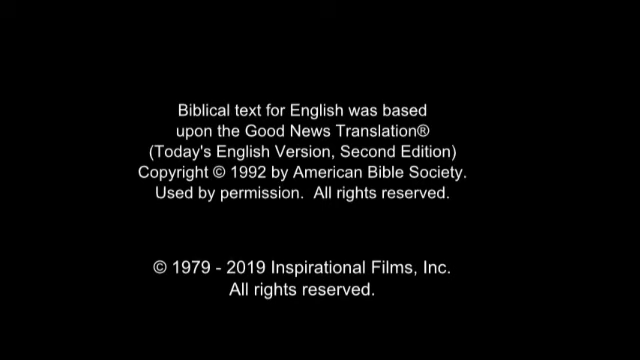 Biblical text for English was based
upon the Good News Translation®
(Today's English Version, Second Edition)
Copyright © 1992 by American Bible Society.
Used by permission.  All rights reserved.
© 1979 - 2019 Inspirational Films, Inc.
All rights reserved.